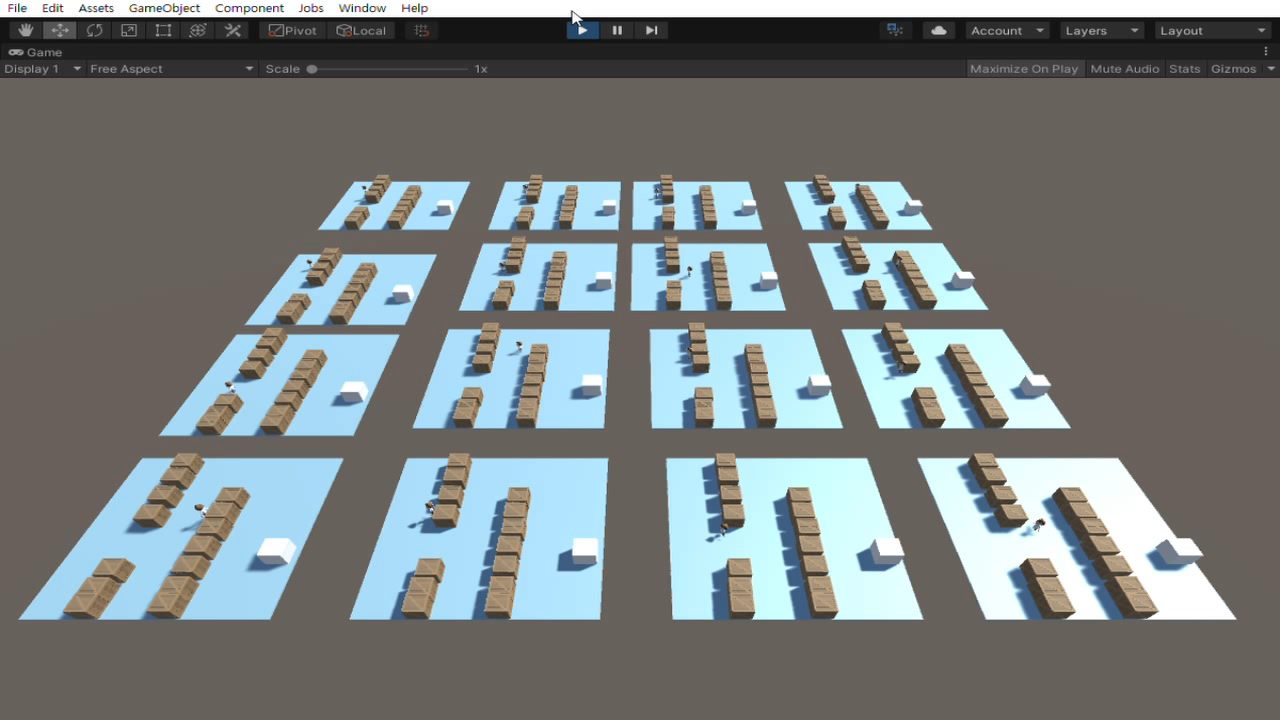 File Edit Assets GameObject Component Jobs Window Help
Pivot Local Account Layers Layout
Game
Display 1 Free Aspect Scale 1x Maximize On Play Mute Audio Stats Gizmos